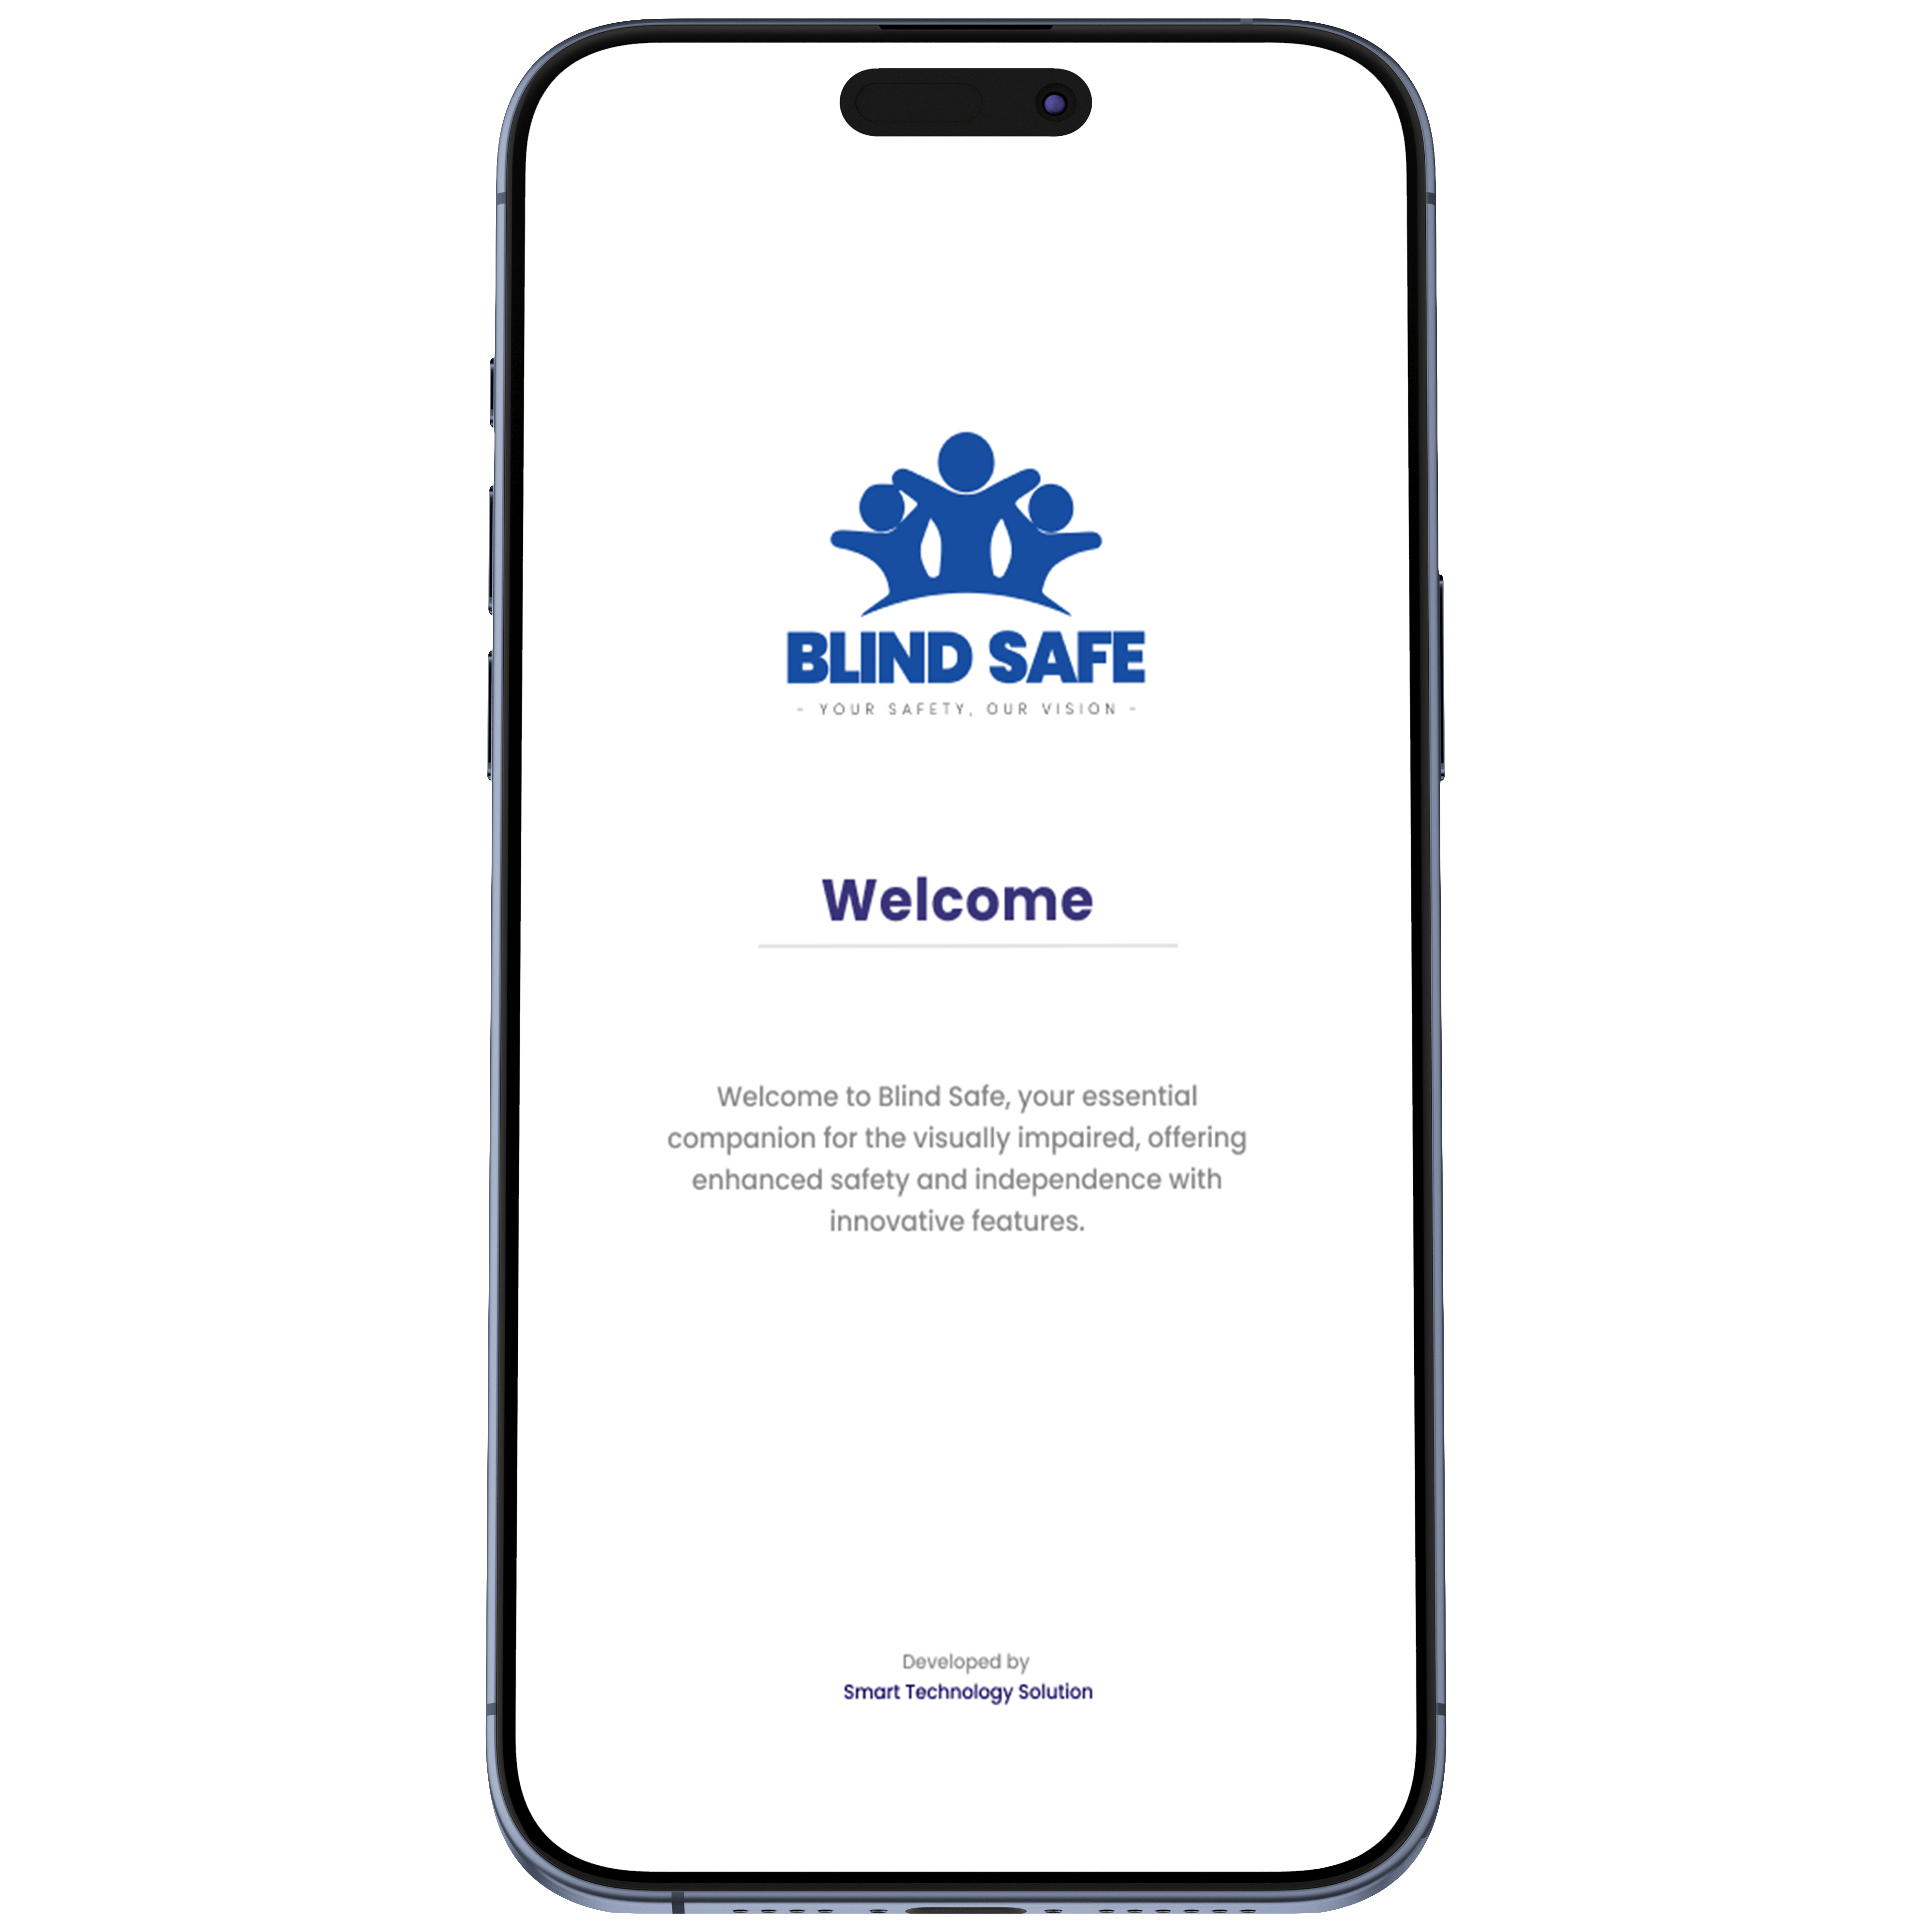 BLIND SAFE
- YOUR SAFETY, OUR VISION -
Welcome
Welcome to Blind Safe, your essential
companion for the visually impaired, offering
enhanced safety and independence with
innovative features.
Developed by
Smart Technology Solution